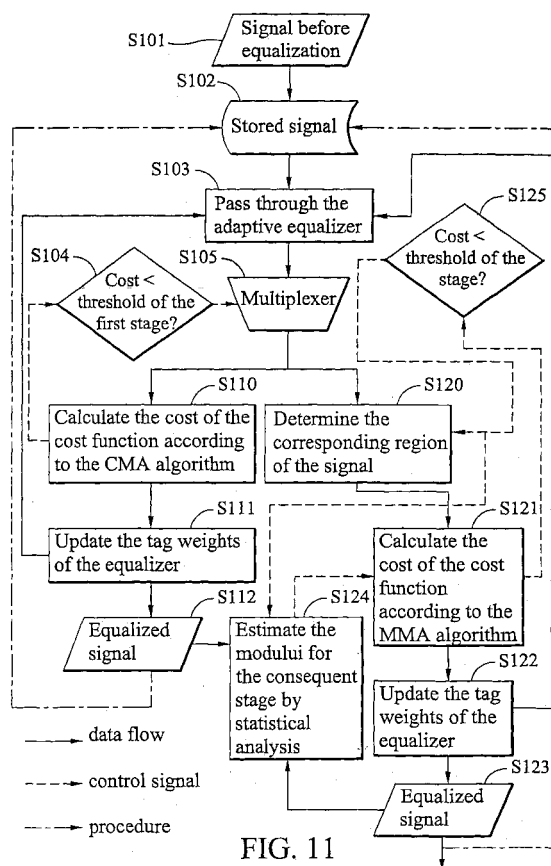 S101
Signal before
equalization
S102
Stored signal
S103
Pass through the
adaptive equalizer
S125
Cost <
threshold of the
stage?
S104
Cost <
threshold of the
first stage?
S105
Multiplexer
S110
Calculate the cost of the
cost function according
to the CMA algorithm
S120
Determine the
corresponding region
of the signal
S111
Update the tag weights
of the equalizer
S121
Calculate the
cost of the cost
function
according to the
MMA algorithm
S112
Equalized
signal
S124
Estimate the
modului for the
consequent
stage by
statistical
analysis
S122
Update the tag
weights of the
equalizer
S123
Equalized
signal
data flow
control signal
procedure
FIG. 11